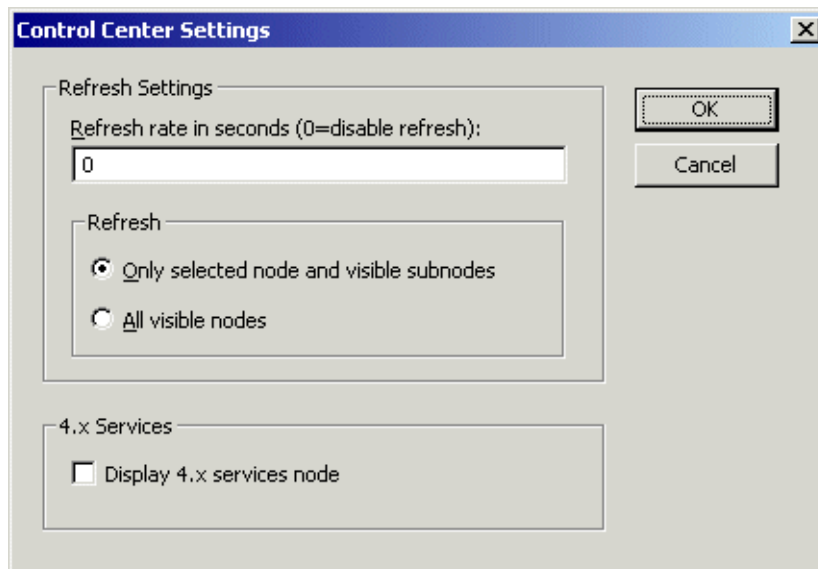 Control Center Settings
Refresh Settings
Refresh rate in seconds (0=disable refresh):
0
Refresh
Only selected node and visible subnodes
All visible nodes
4.x Services
Display 4.x services node
OK
Cancel